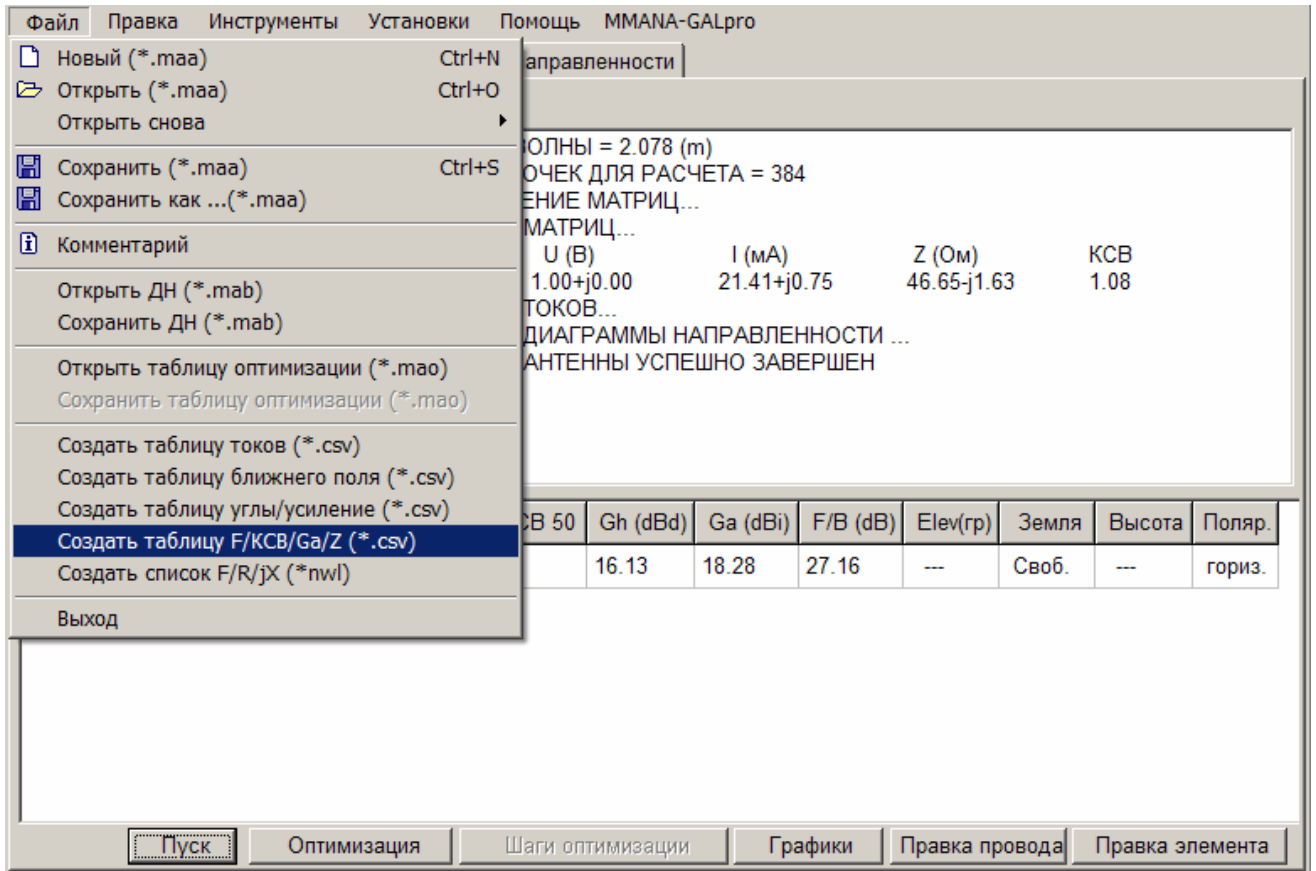 Файл Правка Инструменты Установки Помощь MMANA-GALpro
Новый (*.maa) Ctrl+N
Открыть (*.maa) Ctrl+O
Открыть снова
Сохранить (*.maa) Ctrl+S
Сохранить как ...(*.maa)
Комментарий
Открыть ДН (*.mab)
Сохранить ДН (*.mab)
Открыть таблицу оптимизации (*.mao)
Сохранить таблицу оптимизации (*.mao)
Создать таблицу токов (*.csv)
Создать таблицу ближнего поля (*.csv)
Создать таблицу углы/усиление (*.csv)
Создать таблицу F/КСВ/Ga/Z (*.csv)
Создать список F/R/jX (*nwl)
Выход
аправленности
ОЛНЫ = 2.078 (m)
ОЧЕК ДЛЯ РАСЧЕТА = 384
ЕНИЕ МАТРИЦ...
МАТРИЦ...
U (В) I (мА) Z (Ом) КСВ
1.00+j0.00 21.41+j0.75 46.65-j1.63 1.08
ТОКОВ...
ДИАГРАММЫ НАПРАВЛЕННОСТИ ...
АНТЕННЫ УСПЕШНО ЗАВЕРШЕН
СВ 50 Gh (dBd) Ga (dBi) F/B (dB) Elev(гр) Земля Высота Поляр.
16.13 18.28 27.16 --- Своб. --- гориз.
Пуск Оптимизация Шаги оптимизации Графики Правка провода Правка элемента